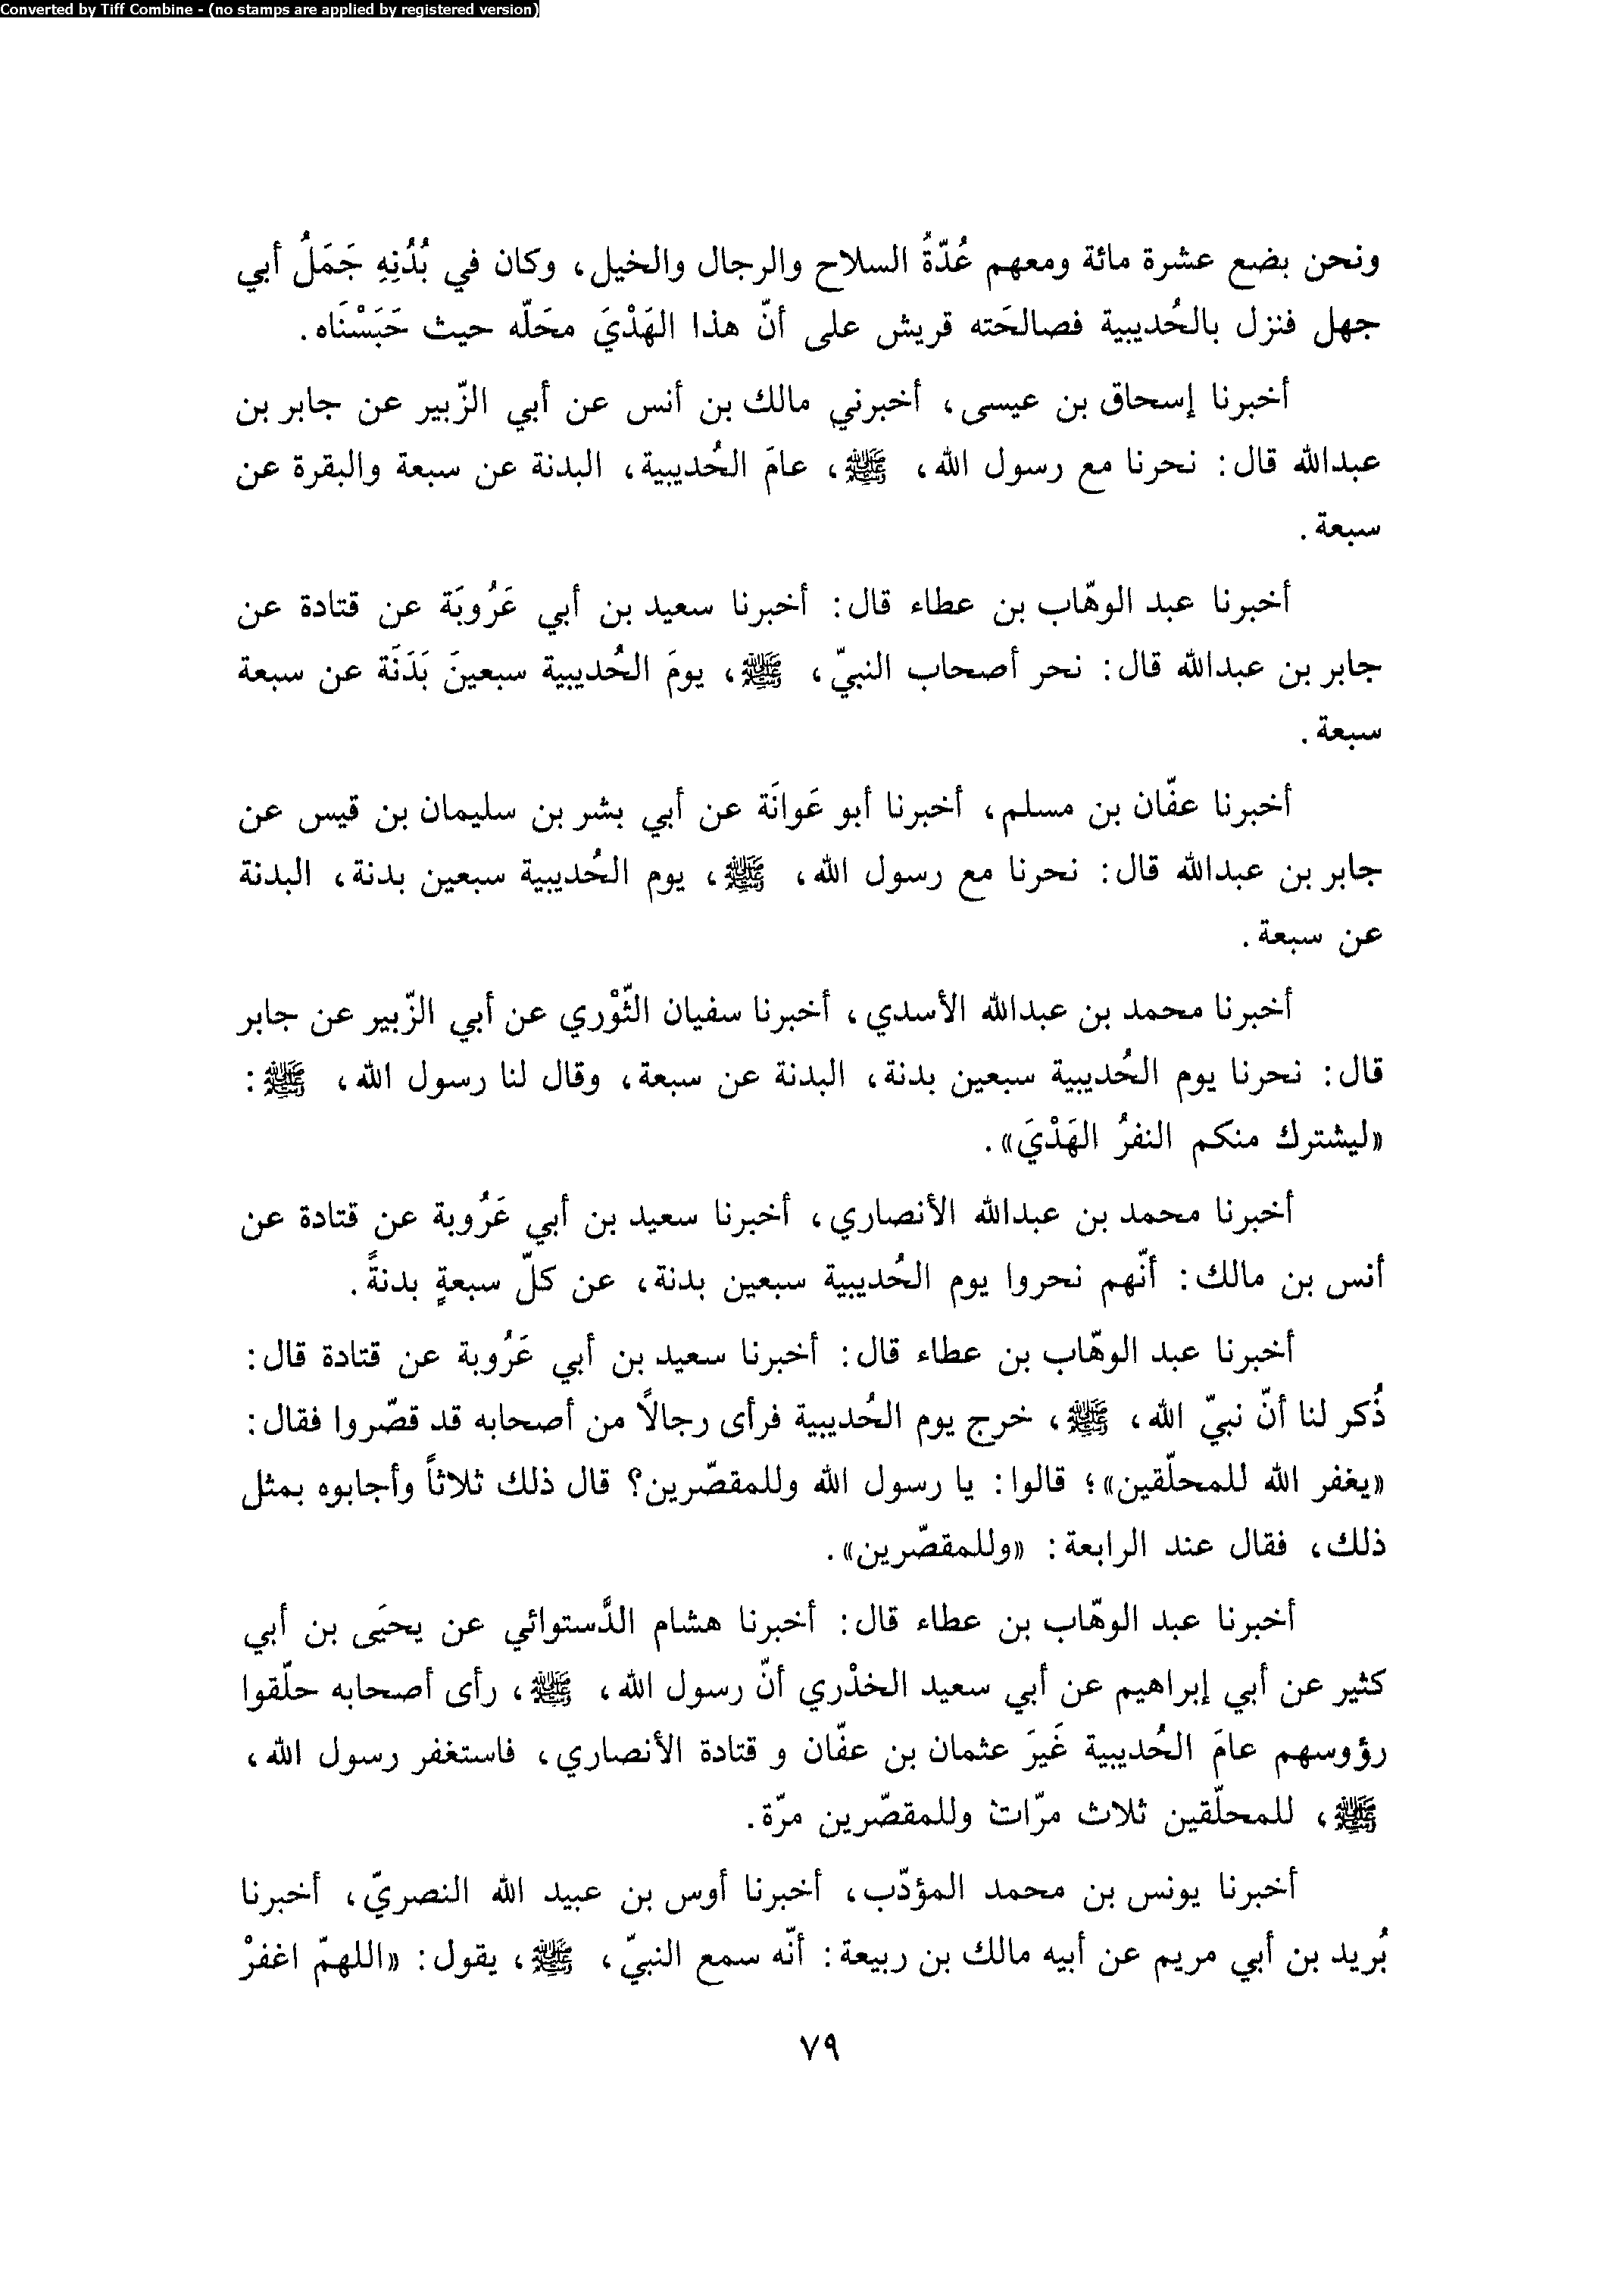 Converted by Tiff Combine - (no stamps are applied by registered version)
ونحن بضع عشرة مائة ومعهم عُدّةُ السلاح والرجال والخيل، وكان في بُدُنِهِ جَمَلُ أبي
جهل فنزل بالحُديبية فصالحَته قريش على أنّ هذا الهَدْيَ محَلّه حيث حَبَسْنَاه.
أخبرنا إسحاق بن عيسى، أخبرني مالك بن أنس عن أبي الزّبير عن جابر بن
عبدالله قال: نحرنا مع رسول الله، ﷺ، عامَ الحُديبية، البدنة عن سبعة والبقرة عن
سبعة.
أخبرنا عبد الوهّاب بن عطاء قال: أخبرنا سعيد بن أبي عَرُوبَة عن قتادة عن
جابر بن عبدالله قال: نحر أصحاب النبيّ، ﷺ، يومَ الحُديبية سبعينَ بَدَنَة عن سبعة
سبعة.
أخبرنا عفّان بن مسلم، أخبرنا أبو عَوانَة عن أبي بشر بن سليمان بن قيس عن
جابر بن عبدالله قال: نحرنا مع رسول الله، ﷺ، يوم الحُديبية سبعين بدنة، البدنة
عن سبعة.
أخبرنا محمد بن عبدالله الأسدي، أخبرنا سفيان الثّوْري عن أبي الزّبير عن جابر
قال: نحرنا يوم الحُديبية سبعين بدنة، البدنة عن سبعة، وقال لنا رسول الله، ﷺ:
«ليشترك منكم النفرُ الهَدْيَ».
أخبرنا محمد بن عبدالله الأنصاري، أخبرنا سعيد بن أبي عَرُوبة عن قتادة عن
أنس بن مالك: أنّهم نحروا يوم الحُديبية سبعين بدنة، عن كلّ سبعةٍ بدنةً.
أخبرنا عبد الوهّاب بن عطاء قال: أخبرنا سعيد بن أبي عَرُوبة عن قتادة قال:
ذُكر لنا أنّ نبيّ الله، ﷺ، خرج يوم الحُديبية فرأى رجالاً من أصحابه قد قصّروا فقال:
«يغفر الله للمحلّقين»؛ قالوا: يا رسول الله وللمقصّرين؟ قال ذلك ثلاثاً وأجابوه بمثل
ذلك، فقال عند الرابعة: «وللمقصّرين».
أخبرنا عبد الوهّاب بن عطاء قال: أخبرنا هشام الدَّستوائي عن يحيَى بن أبي
كثير عن أبي إبراهيم عن أبي سعيد الخذْري أنّ رسول الله، ﷺ، رأى أصحابه حلّقوا
رؤوسهم عامَ الحُديبية غَيرَ عثمان بن عفّان و قتادة الأنصاري، فاستغفر رسول الله،
ﷺ، للمحلّقين ثلاث مرّات وللمقصّرين مرّة.
أخبرنا يونس بن محمد المؤدّب، أخبرنا أوس بن عبيد الله النصريّ، أخبرنا
بُريد بن أبي مريم عن أبيه مالك بن ربيعة: أنّه سمع النبيّ، ﷺ، يقول: «اللهمّ اغفرْ
٧٩